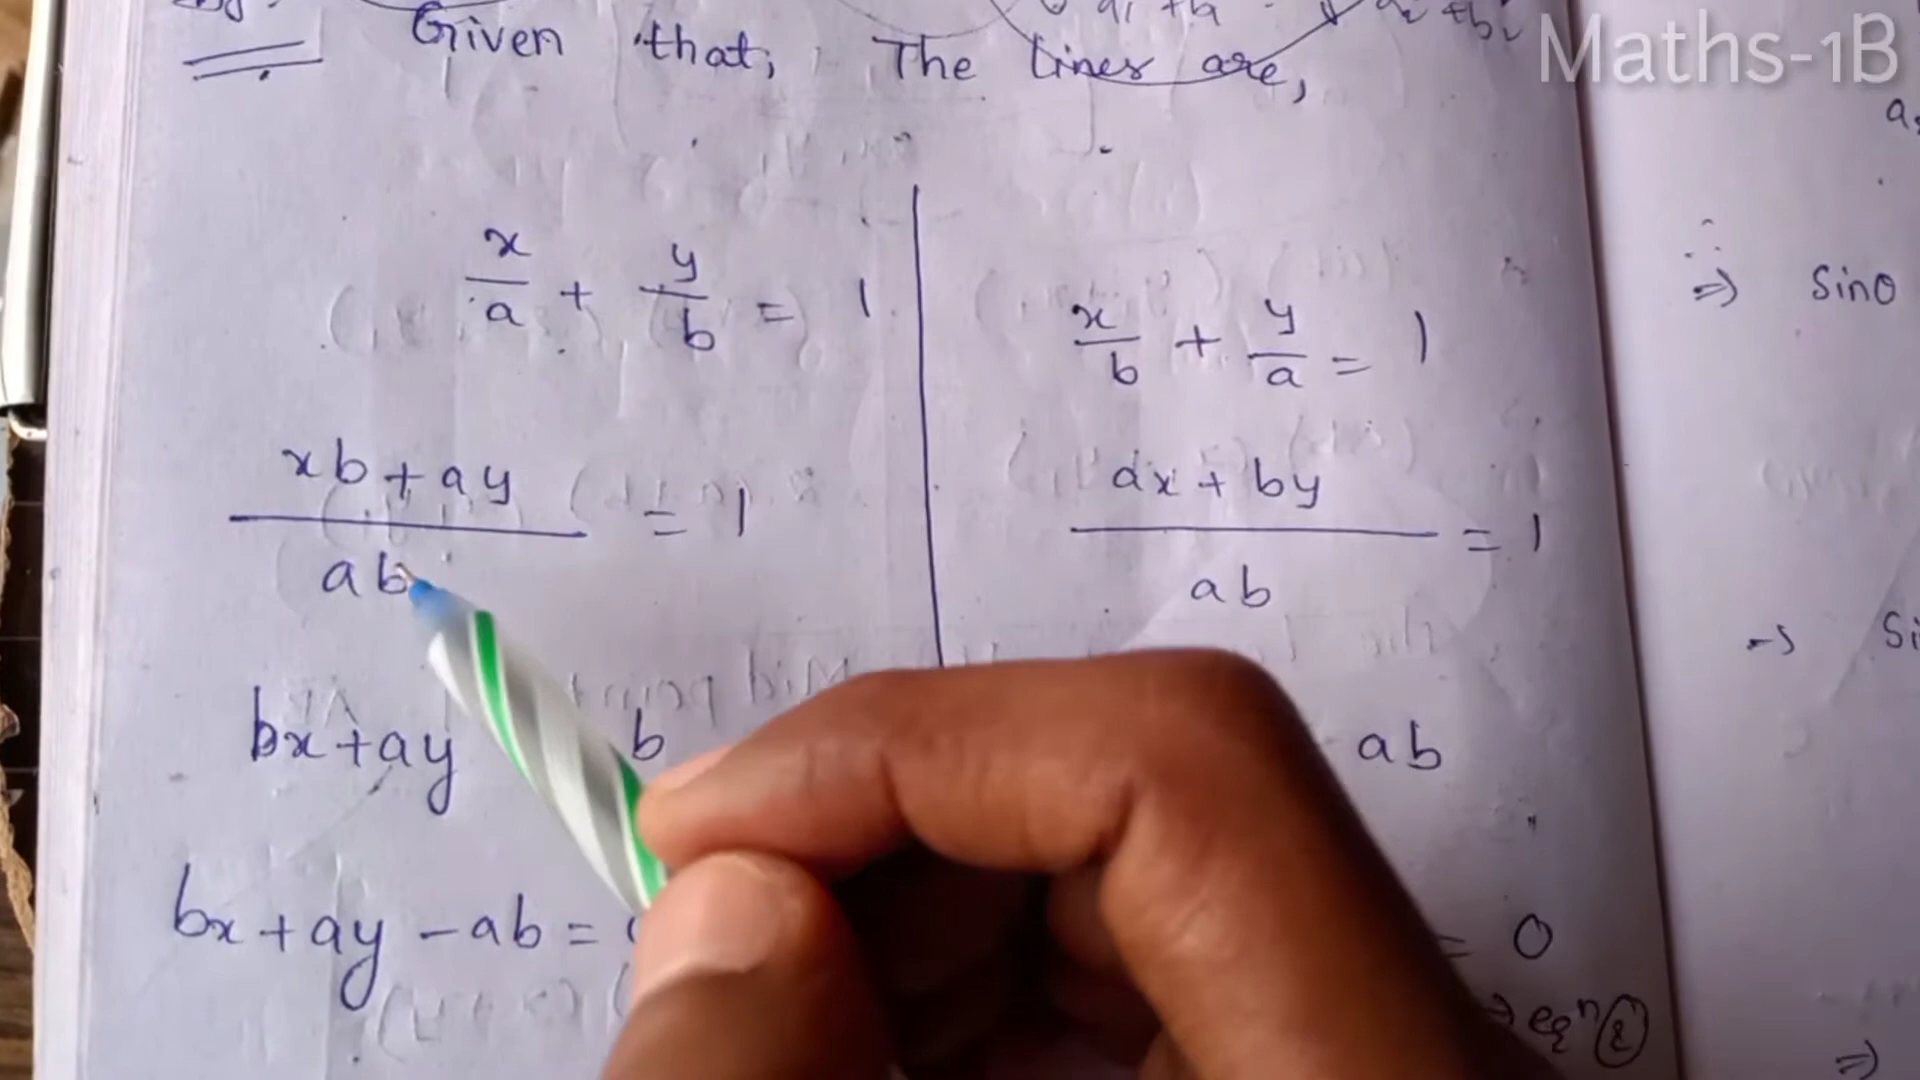 Given that; The lines are,
Maths-1B
x/a + y/b = 1
x/b + y/a = 1
⇒ Sinθ
xb + ay / ab = 1
ax + by / ab = 1
bx + ay b
ab
bx + ay - ab =
= 0
eqⁿ ②